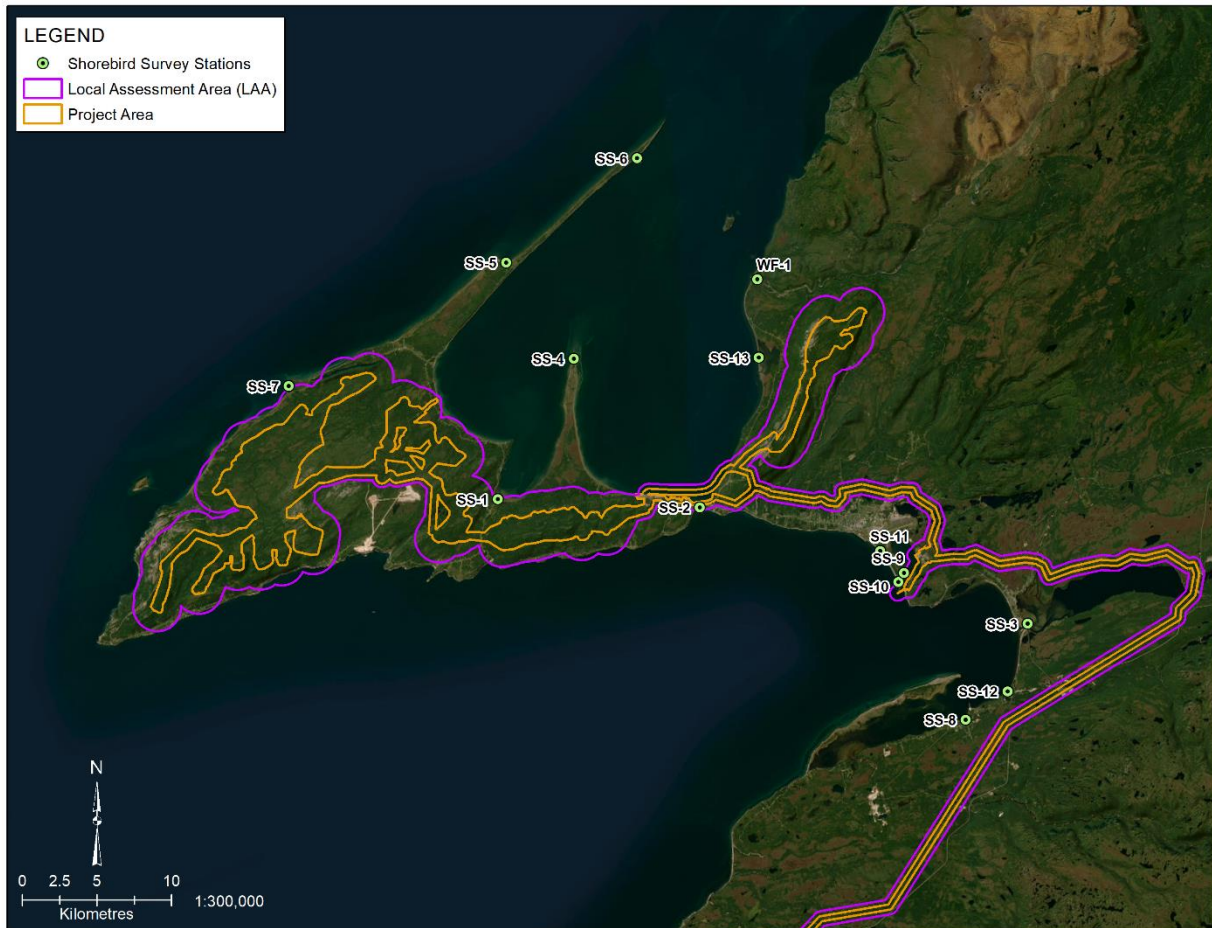 LEGEND
Shorebird Survey Stations
Local Assessment Area (LAA)
Project Area
SS-6
SS-5
WF-1
SS-4
SS-13
SS-7
SS-1
SS-2
SS-11
SS-9
SS-10
SS-3
SS-12
SS-8
N
0 2.5 5 10
1:300,000
Kilometres